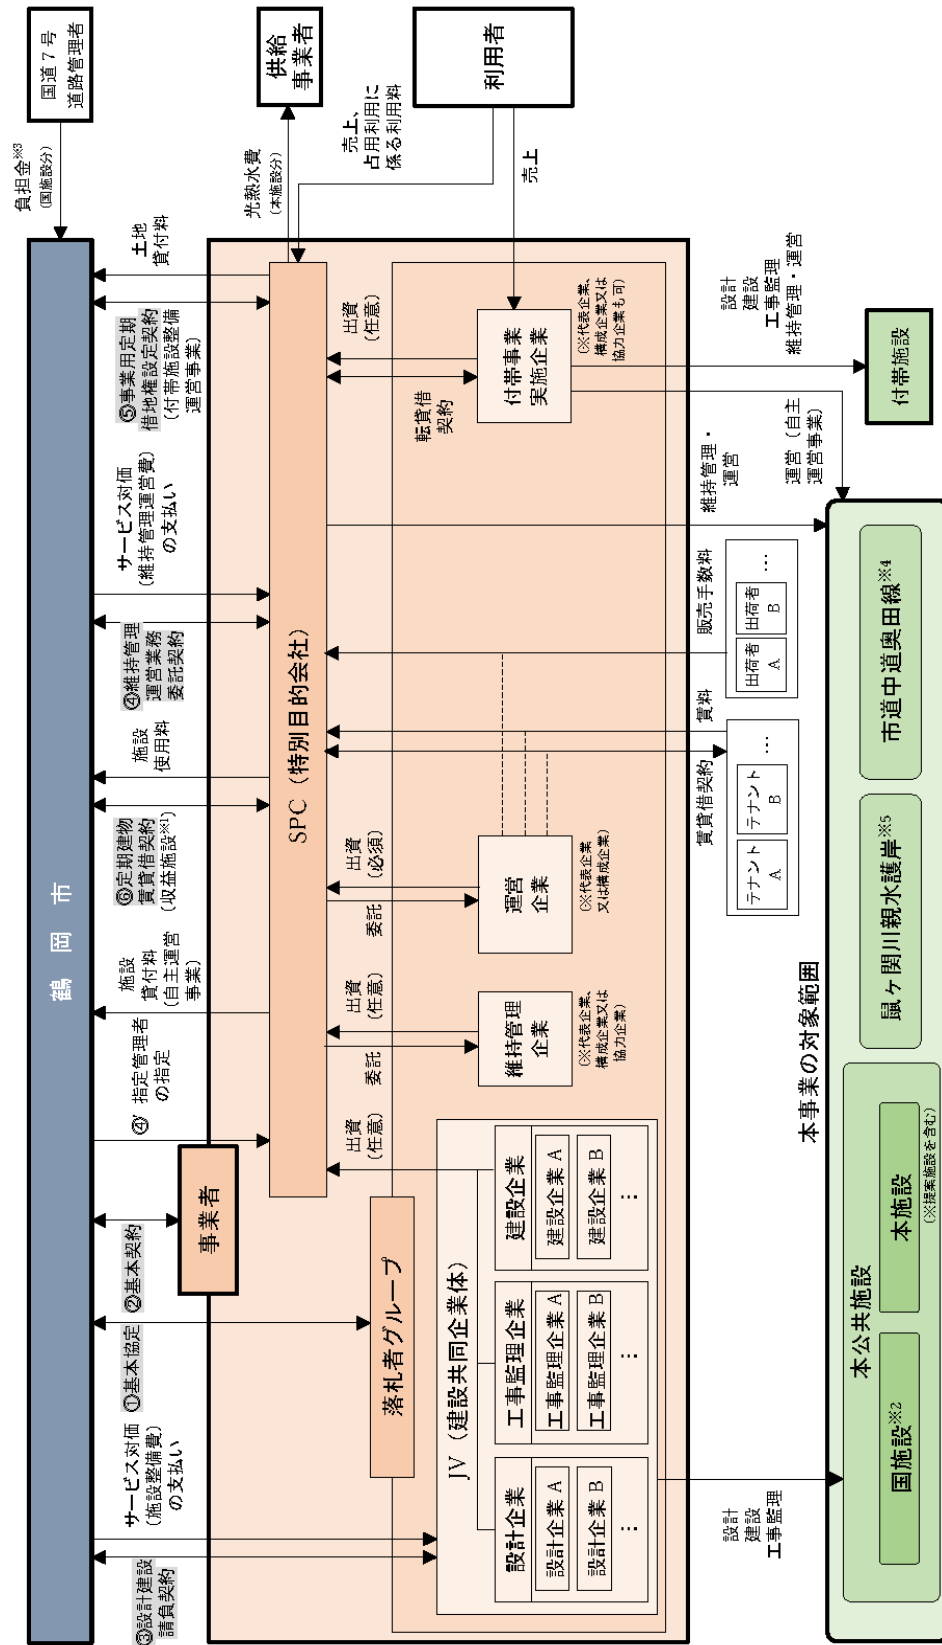 鶴岡市
③設計建設
請負契約
サービス対価
（施設整備費）
の支払い
①基本協定
②基本契約
④’指定管理者
の指定
施設
貸付料
（自主運営
事業）
⑥定期建物
賃貸借契約
（収益施設※1）
施設
使用料
④維持管理
運営業務
委託契約
サービス対価
（維持管理運営費）
の支払い
⑤事業用定期
借地権設定契約
（付帯施設整備
運営事業）
土地
貸付料
負担金※3
（国施設分）
国道７号
道路管理者
事業者
SPC（特別目的会社）
光熱水費
（本施設分）
供給
事業者
売上、
占用利用に
係る利用料
売上
利用者
落札者グループ
出資
（任意）
委託
出資
（任意）
委託
出資
（必須）
転貸借
契約
出資
（任意）
JV（建設共同企業体）
設計企業
設計企業 A
設計企業 B
…
工事監理企業
工事監理企業 A
工事監理企業 B
…
建設企業
建設企業 A
建設企業 B
…
維持管理
企業
（※代表企業、
構成企業又は
協力企業）
運営
企業
（※代表企業
又は構成企業）
付帯事業
実施企業
（※代表企業、
構成企業又は
協力企業も可）
設計
建設
工事監理
賃貸借契約
賃料
テナント
A
テナント
B
…
販売手数料
出荷者
A
出荷者
B
…
維持管理・
運営
運営（自主
運営事業）
設計
建設
工事監理
維持管理・運営
付帯施設
本事業の対象範囲
本公共施設
国施設※2
本施設
（※提案施設を含む）
鼠ヶ関川親水護岸※5
市道中道奥田線※4